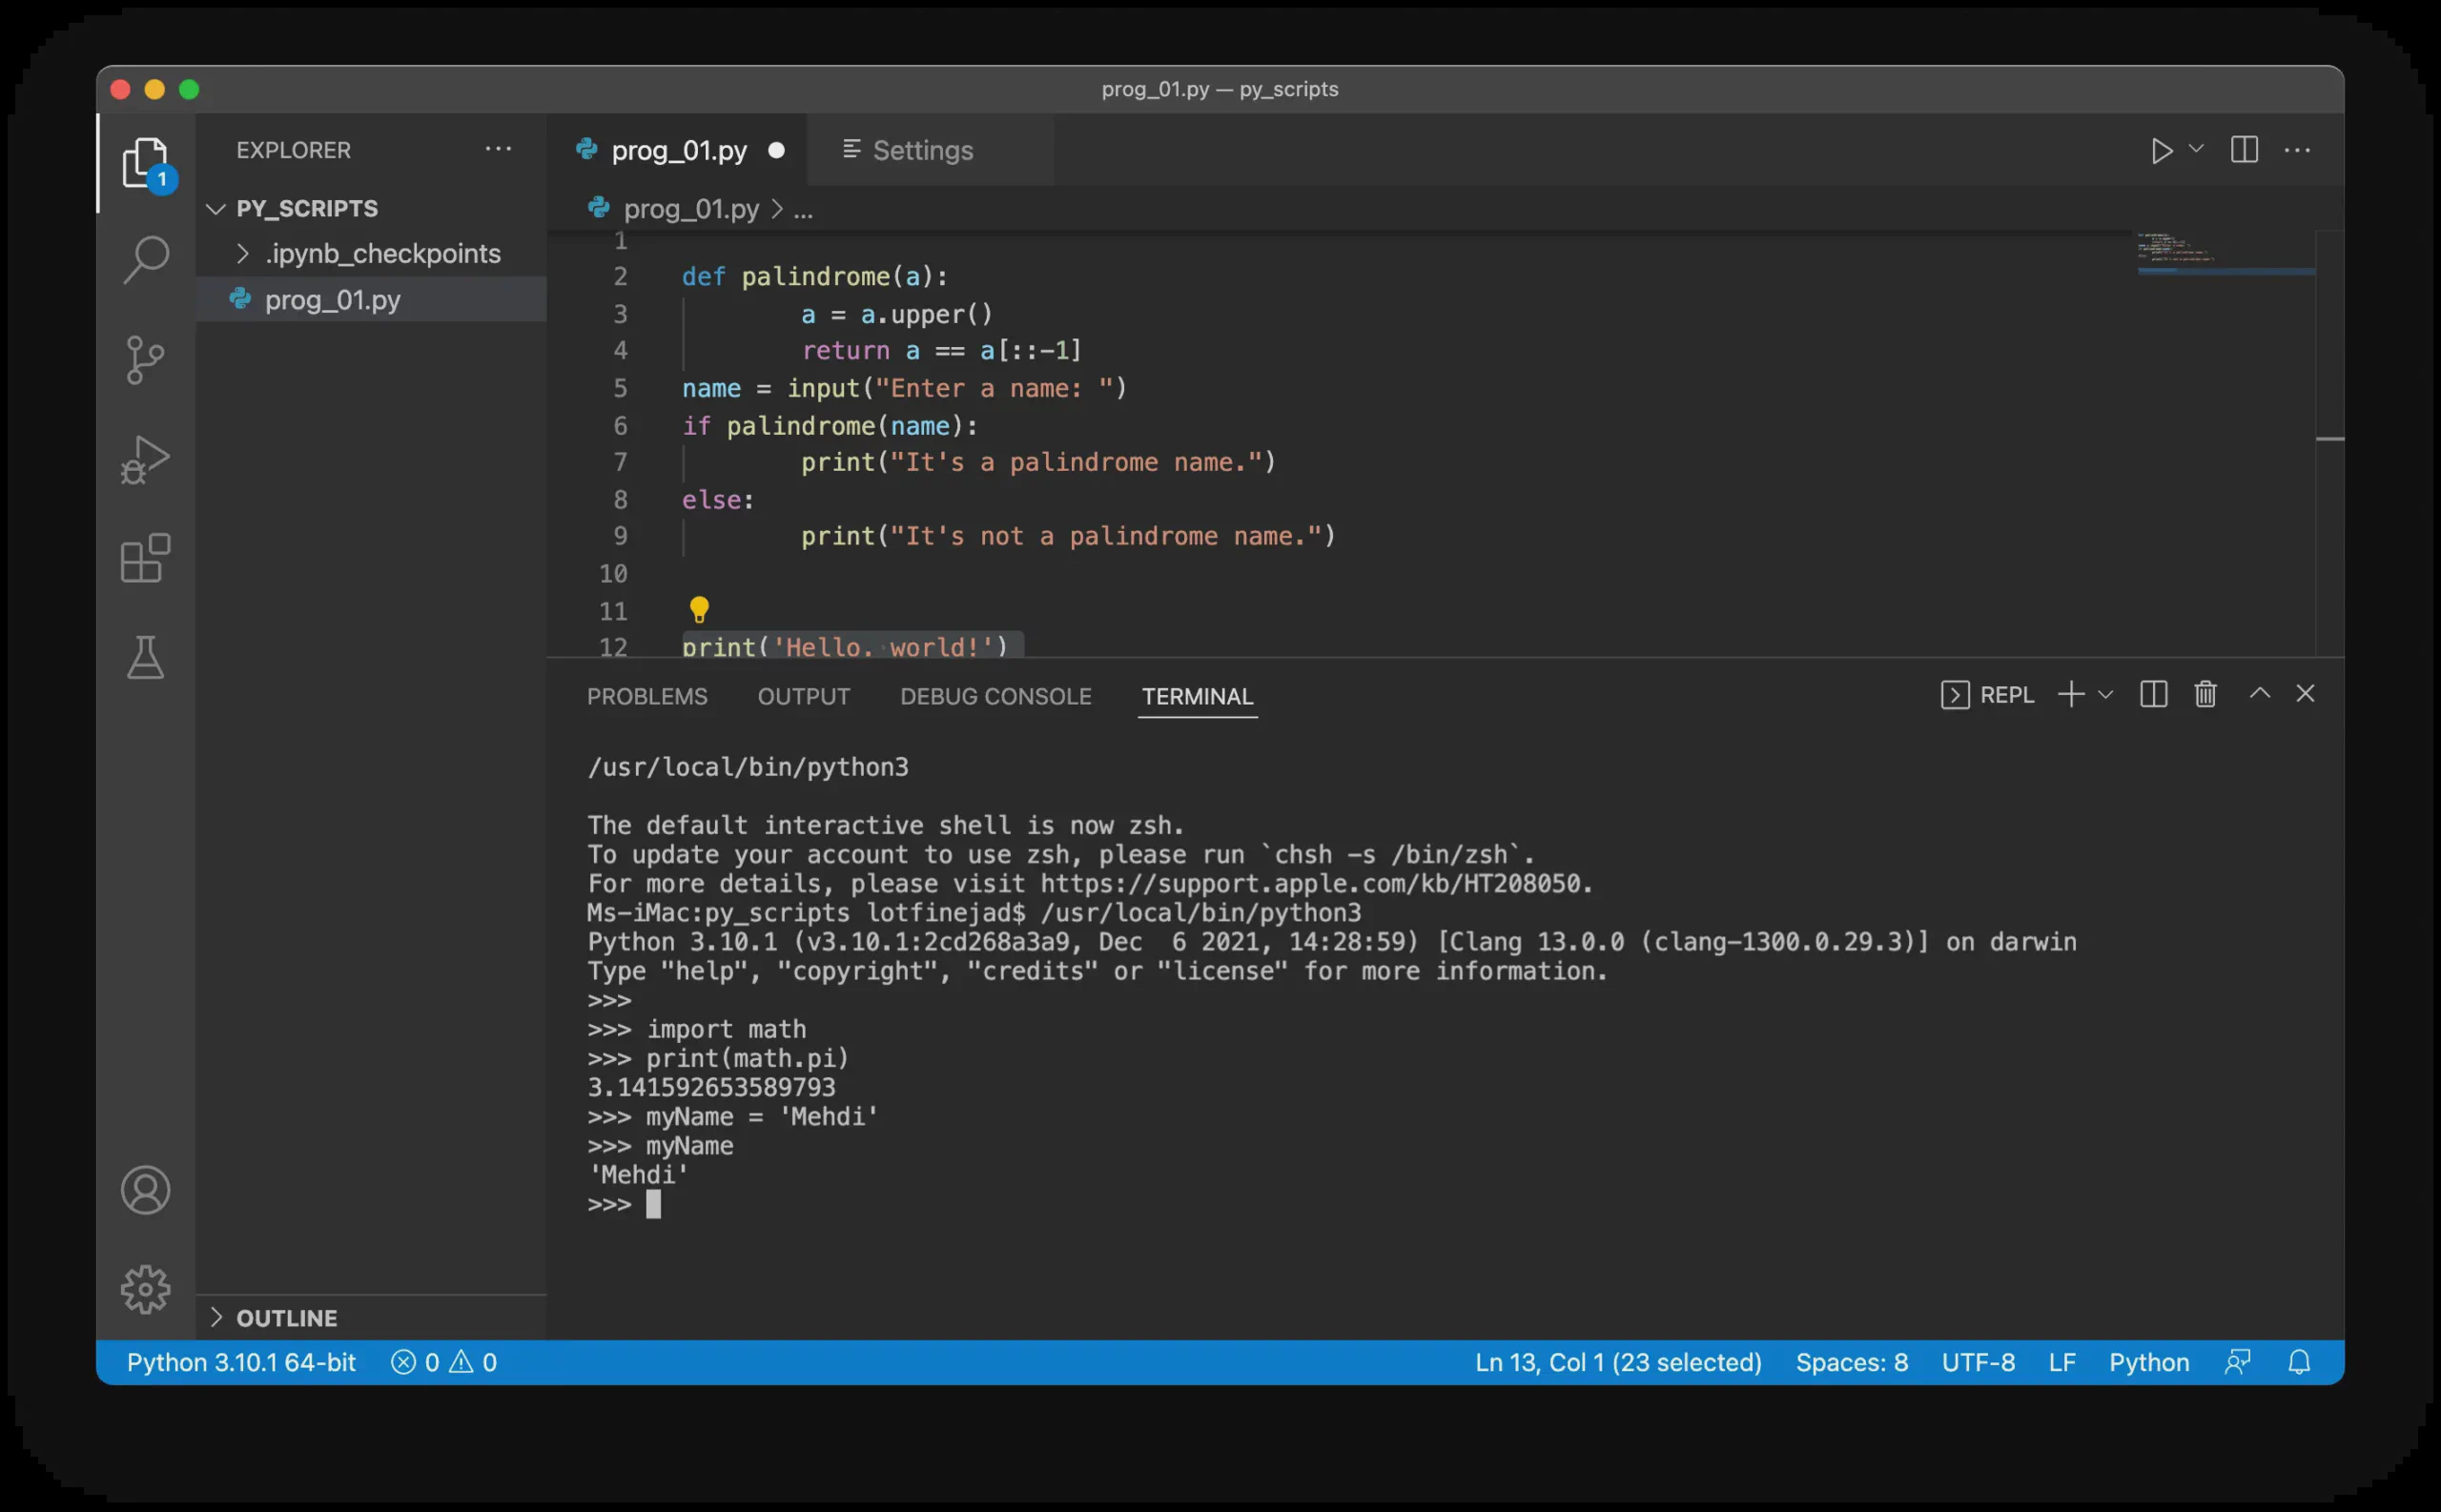 prog_01.py — py_scripts
EXPLORER
1
PY_SCRIPTS
.ipynb_checkpoints
prog_01.py
prog_01.py
Settings
prog_01.py > ...
1
2 def palindrome(a):
3 a = a.upper()
4 return a == a[::-1]
5 name = input("Enter a name: ")
6 if palindrome(name):
7 print("It's a palindrome name.")
8 else:
9 print("It's not a palindrome name.")
10
11
12 print('Hello. world!')
PROBLEMS OUTPUT DEBUG CONSOLE TERMINAL REPL
/usr/local/bin/python3
The default interactive shell is now zsh.
To update your account to use zsh, please run `chsh -s /bin/zsh`.
For more details, please visit https://support.apple.com/kb/HT208050.
Ms-iMac:py_scripts lotfinejad$ /usr/local/bin/python3
Python 3.10.1 (v3.10.1:2cd268a3a9, Dec  6 2021, 14:28:59) [Clang 13.0.0 (clang-1300.0.29.3)] on darwin
Type "help", "copyright", "credits" or "license" for more information.
>>>
>>> import math
>>> print(math.pi)
3.141592653589793
>>> myName = 'Mehdi'
>>> myName
'Mehdi'
>>>
OUTLINE
Python 3.10.1 64-bit 0 0 Ln 13, Col 1 (23 selected) Spaces: 8 UTF-8 LF Python